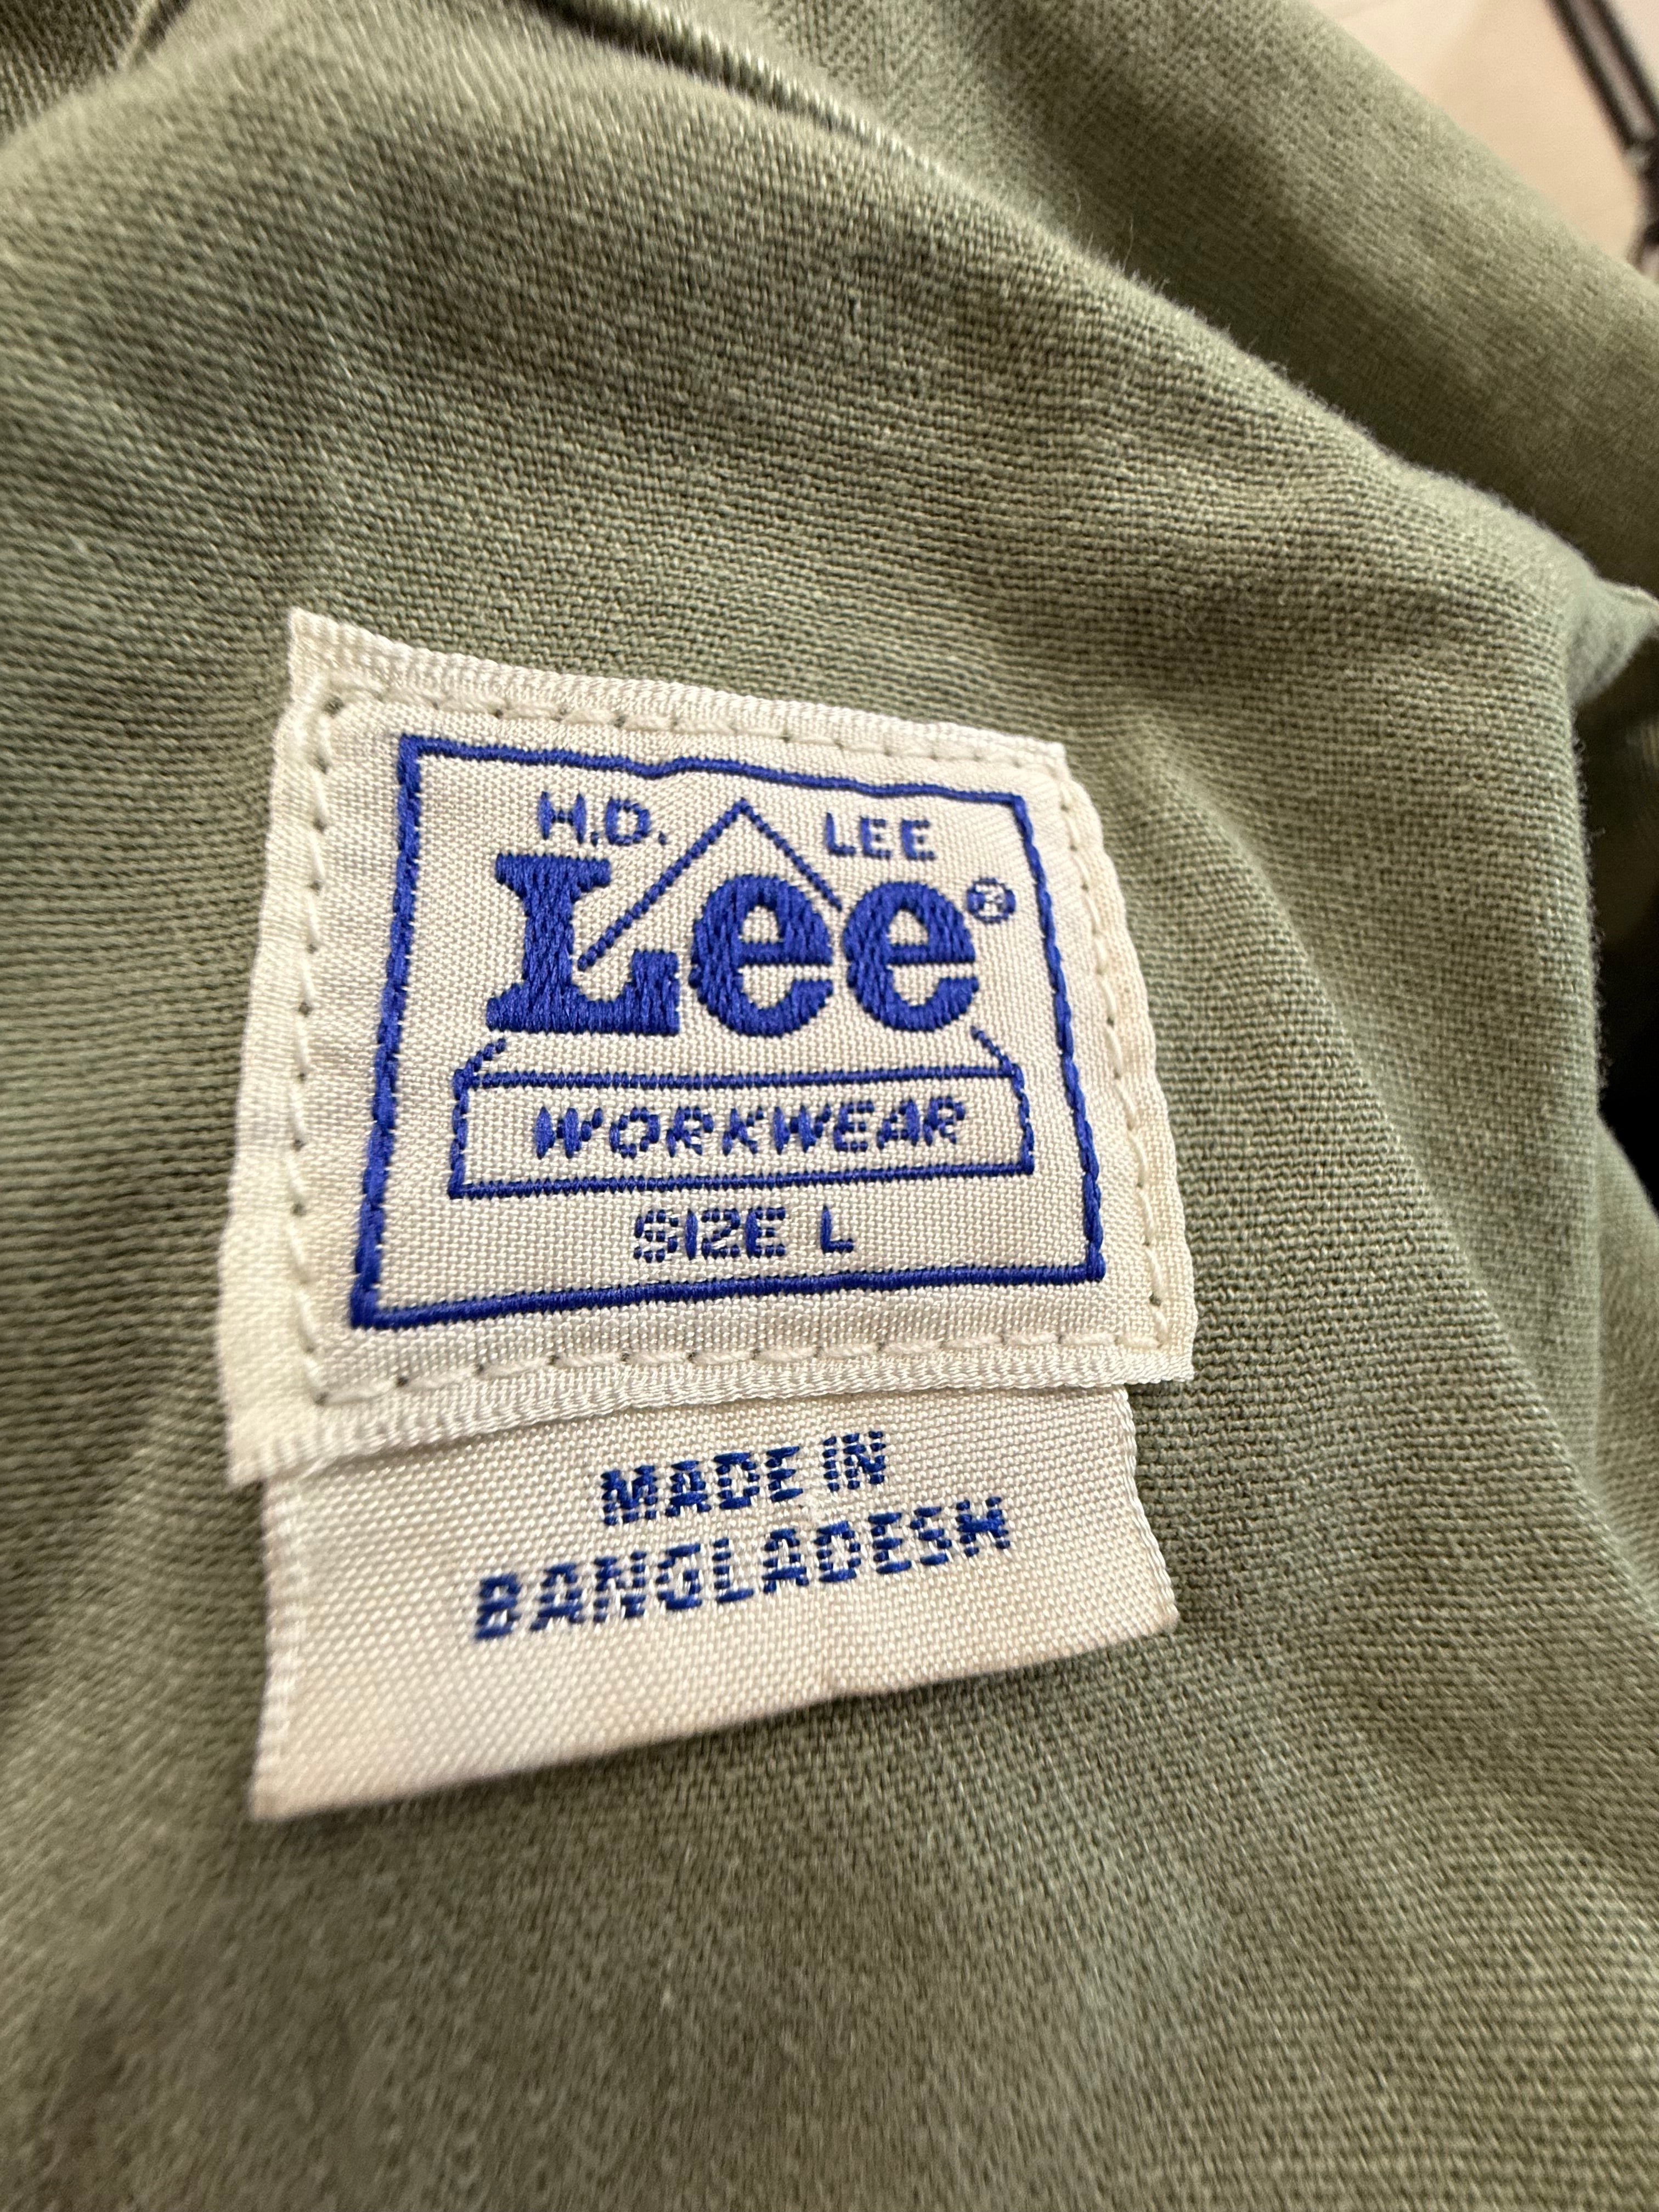 H.D. LEE
Lee®
WORKWEAR
SIZE L
MADE IN
BANGLADESH